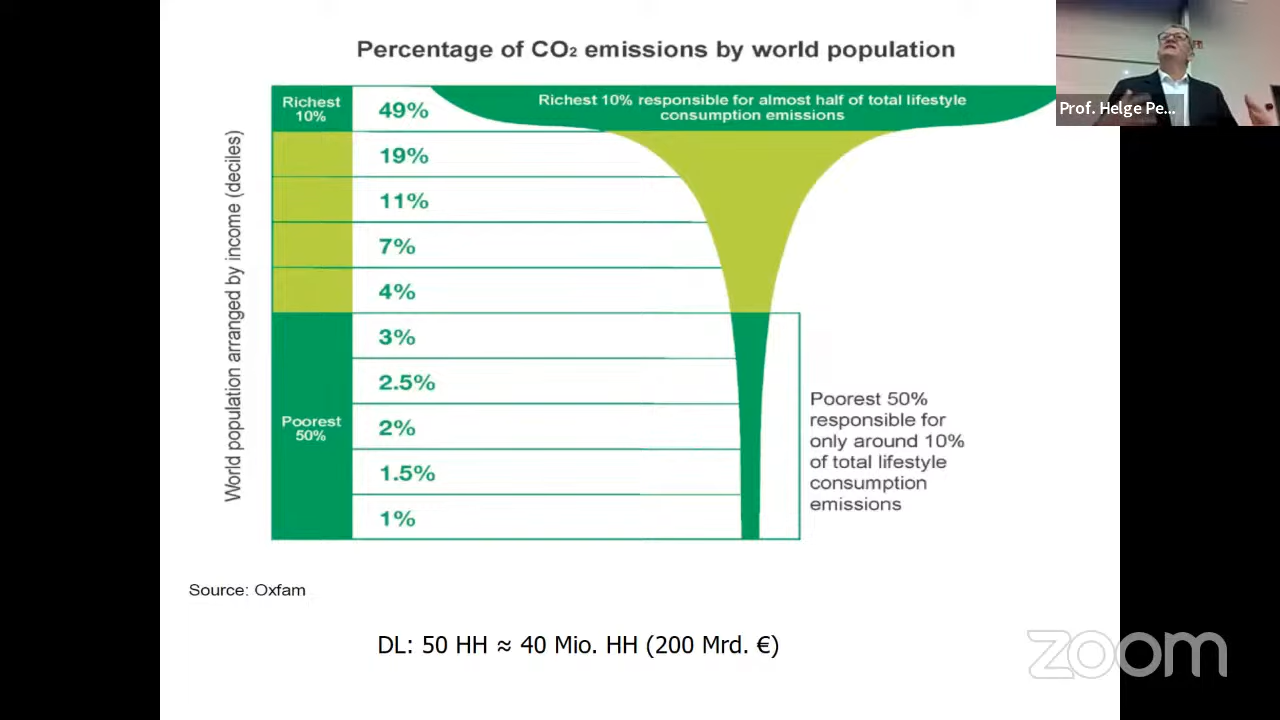 Percentage of CO₂ emissions by world population
World population arranged by income (deciles)
Richest
10%
49%
Richest 10% responsible for almost half of total lifestyle
consumption emissions
19%
11%
7%
4%
3%
2.5%
Poorest
50%
2%
1.5%
1%
Poorest 50%
responsible for
only around 10%
of total lifestyle
consumption
emissions
Source: Oxfam
DL: 50 HH ≈ 40 Mio. HH (200 Mrd. €)
Prof. Helge Pe...
zoom